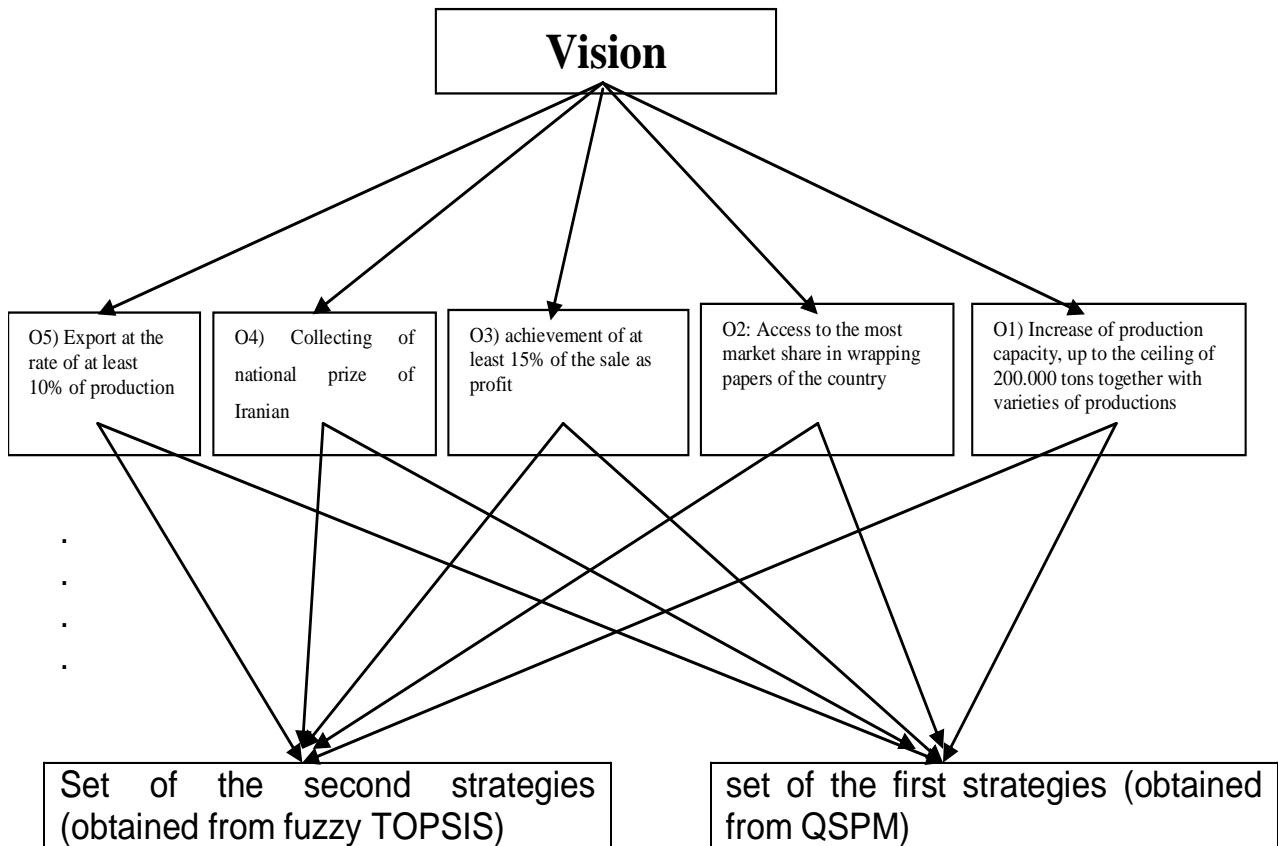 Vision
O5) Export at the
rate of at least
10% of production
O4) Collecting of
national prize of
Iranian
O3) achievement of at
least 15% of the sale as
profit
O2: Access to the most
market share in wrapping
papers of the country
O1) Increase of production
capacity, up to the ceiling of
200.000 tons together with
varieties of productions
.
.
.
.
Set of the second strategies
(obtained from fuzzy TOPSIS)
set of the first strategies (obtained
from QSPM)